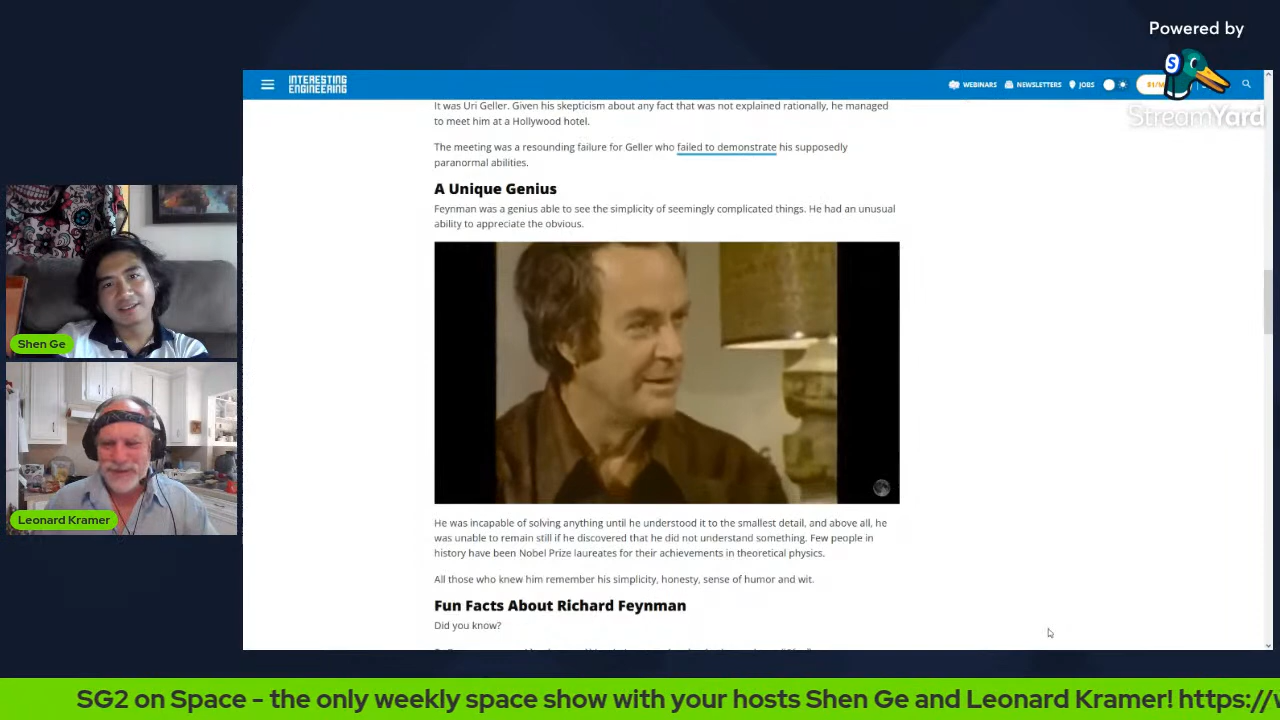 Powered by
StreamYard
INTERESTING
ENGINEERING
WEBINARS
NEWSLETTERS
JOBS
It was Uri Geller. Given his skepticism about any fact that was not explained rationally, he managed
to meet him at a Hollywood hotel.
The meeting was a resounding failure for Geller who failed to demonstrate his supposedly
paranormal abilities.
A Unique Genius
Feynman was a genius able to see the simplicity of seemingly complicated things. He had an unusual
ability to appreciate the obvious.
He was incapable of solving anything until he understood it to the smallest detail, and above all, he
was unable to remain still if he discovered that he did not understand something. Few people in
history have been Nobel Prize laureates for their achievements in theoretical physics.
All those who knew him remember his simplicity, honesty, sense of humor and wit.
Fun Facts About Richard Feynman
Did you know?
Shen Ge
Leonard Kramer
SG2 on Space - the only weekly space show with your hosts Shen Ge and Leonard Kramer! https://